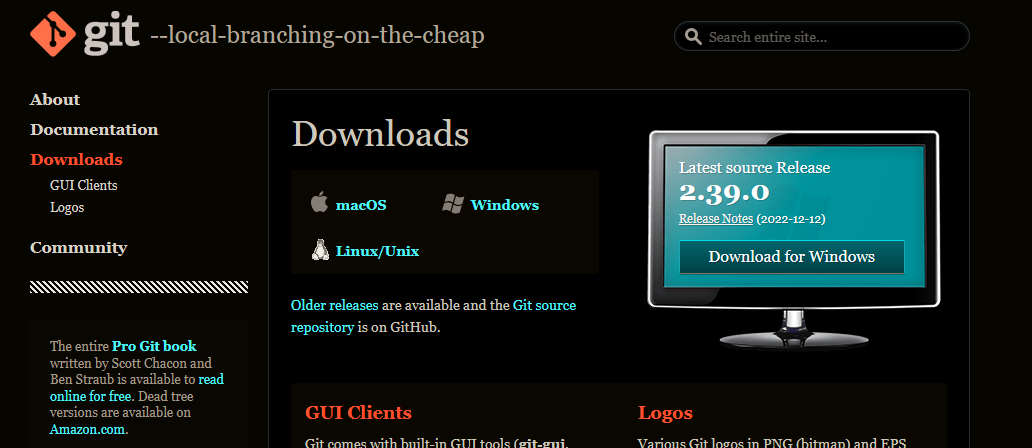 git --local-branching-on-the-cheap
Search entire site...
About
Documentation
Downloads
GUI Clients
Logos
Community
The entire Pro Git book
written by Scott Chacon and
Ben Straub is available to read
online for free. Dead tree
versions are available on
Amazon.com.
Downloads
macOS
Windows
Linux/Unix
Older releases are available and the Git source
repository is on GitHub.
Latest source Release
2.39.0
Release Notes (2022-12-12)
Download for Windows
GUI Clients
Git comes with built-in GUI tools (git-gui,
Logos
Various Git logos in PNG (bitmap) and EPS